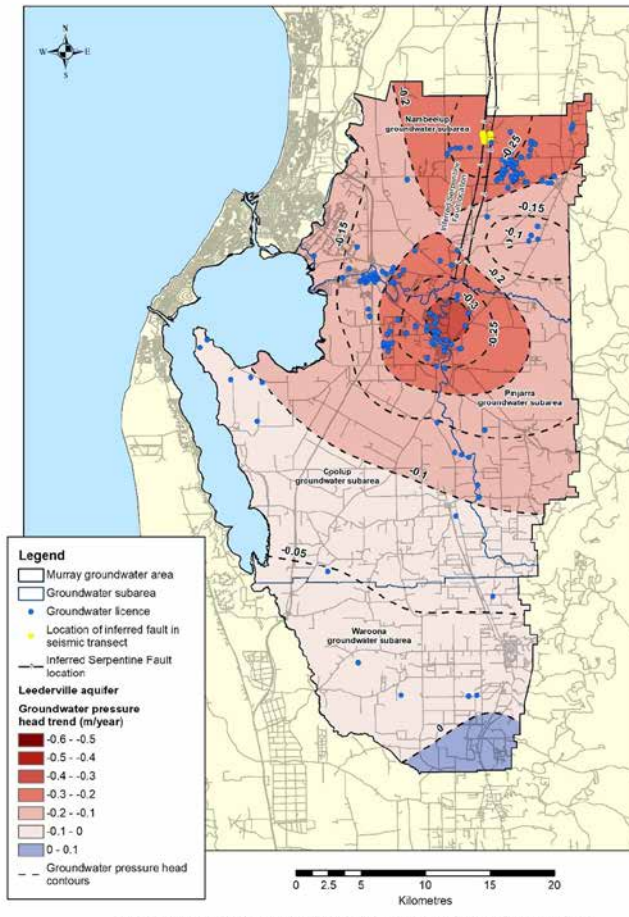 N
W E
S
-0.2
Nambeelup
groundwater subarea
-0.25
Inferred Serpentine
Fault location
-0.15
-0.15
-0.1
-0.2
-0.3
-0.25
Pinjarra
groundwater subarea
Coolup
groundwater subarea
-0.1
-0.05
Waroona
groundwater subarea
0
Legend
Murray groundwater area
Groundwater subarea
Groundwater licence
Location of inferred fault in
seismic transect
Inferred Serpentine Fault
location
Leederville aquifer
Groundwater pressure
head trend (m/year)
-0.6 - -0.5
-0.5 - -0.4
-0.4 - -0.3
-0.3 - -0.2
-0.2 - -0.1
-0.1 - 0
0 - 0.1
Groundwater pressure head
contours
0 2.5 5 10 15 20
Kilometres